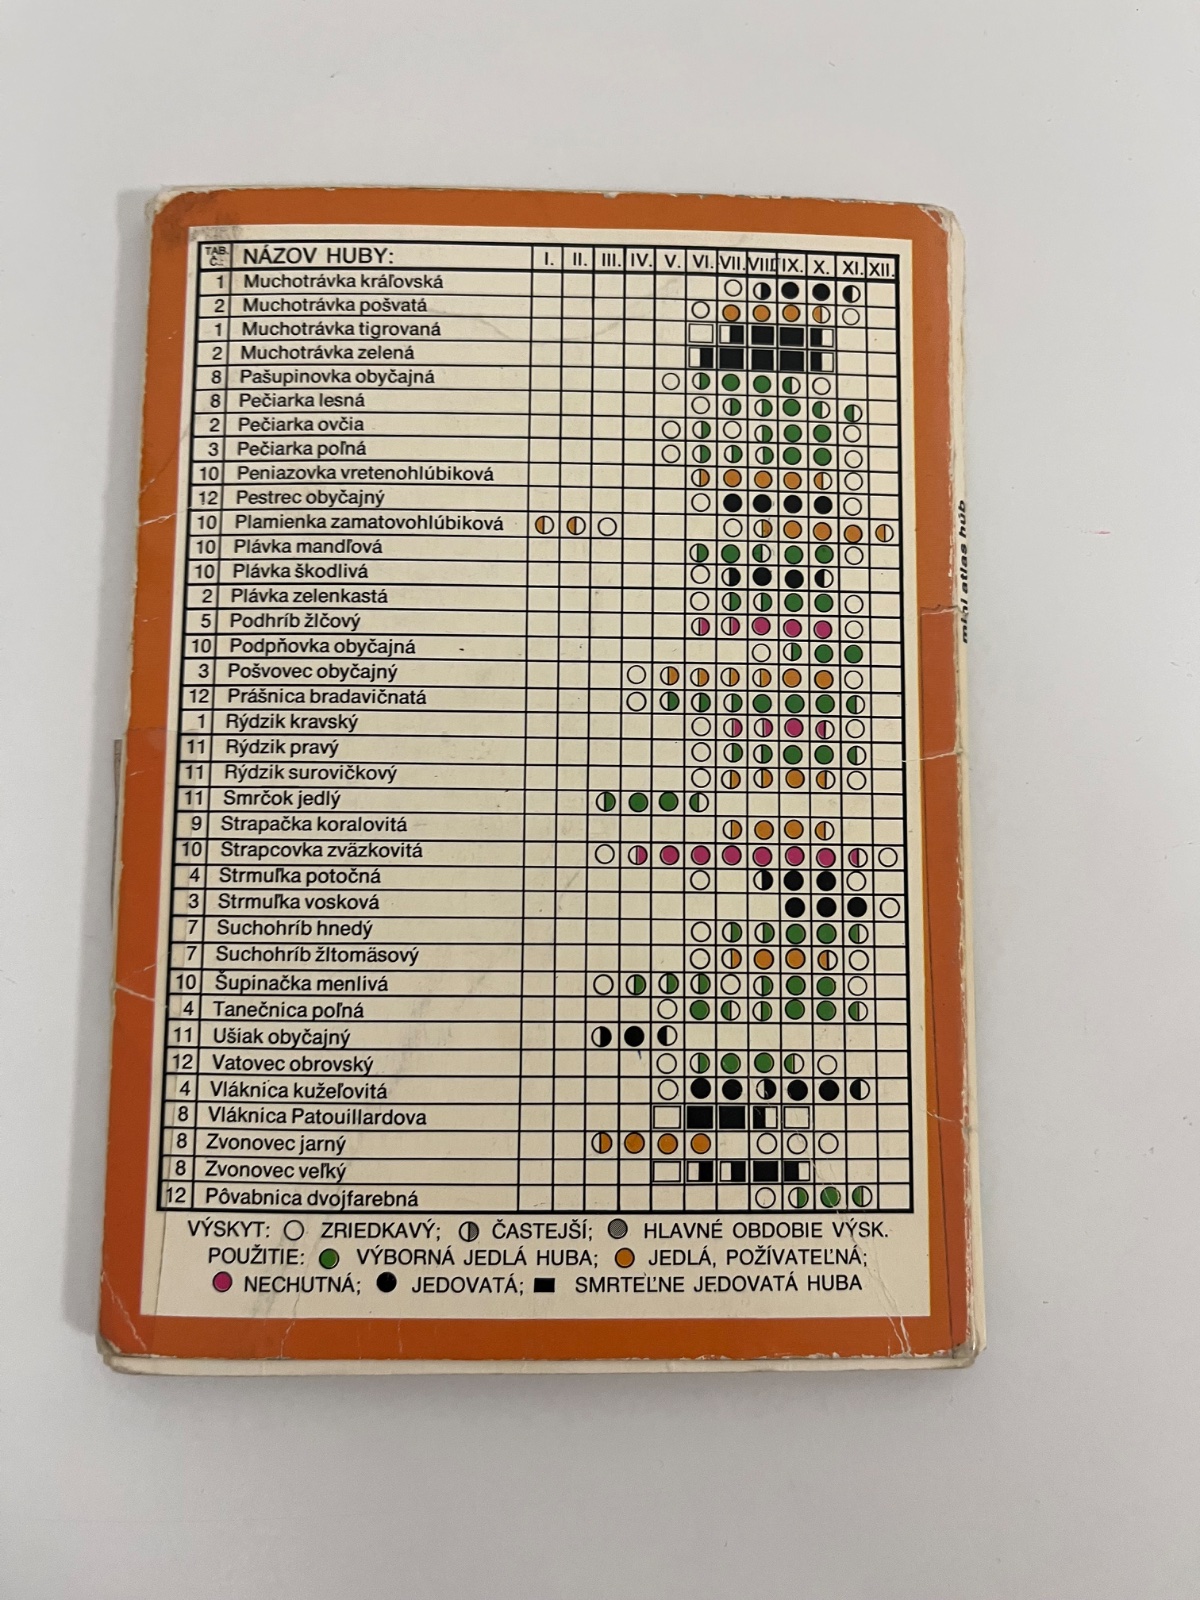 TAB. Č.: NÁZOV HUBY: I. II. III. IV. V. VI. VII. VIII. IX. X. XI. XII.
1 Muchotrávka kráľovská
2 Muchotrávka pošvatá
1 Muchotrávka tigrovaná
2 Muchotrávka zelená
8 Pašupinovka obyčajná
8 Pečiarka lesná
2 Pečiarka ovčia
3 Pečiarka poľná
10 Peniazovka vretenohlúbiková
12 Pestrec obyčajný
10 Plamienka zamatovohlúbiková
10 Plávka mandľová
10 Plávka škodlivá
2 Plávka zelenkastá
5 Podhríb žlčový
10 Podpňovka obyčajná
3 Pošvovec obyčajný
12 Prášnica bradavičnatá
1 Rýdzik kravský
11 Rýdzik pravý
11 Rýdzik surovičkový
11 Smrčok jedlý
9 Strapačka koralovitá
10 Strapcovka zväzkovitá
4 Strmuľka potočná
3 Strmuľka vosková
7 Suchohríb hnedý
7 Suchohríb žltomäsový
10 Šupinačka menlivá
4 Tanečnica poľná
11 Ušiak obyčajný
12 Vatovec obrovský
4 Vláknica kužeľovitá
8 Vláknica Patouillardova
8 Zvonovec jarný
8 Zvonovec veľký
12 Pôvabnica dvojfarebná
VÝSKYT: ZRIEDKAVÝ; ČASTEJŠÍ; HLAVNÉ OBDOBIE VÝSK.
POUŽITIE: VÝBORNÁ JEDLÁ HUBA; JEDLÁ, POŽÍVATEĽNÁ;
NECHUTNÁ; JEDOVATÁ; SMRTEĽNE JEDOVATÁ HUBA
mini atlas húb